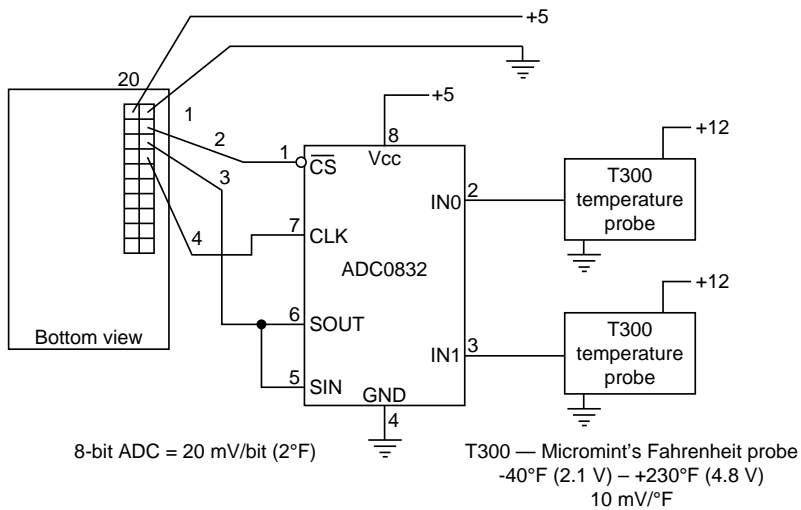 +5
20
1
2
3
4
Bottom view
+5
8
Vcc
1
CS
7
CLK
6
SOUT
5
SIN
ADC0832
IN0
2
IN1
3
GND
4
+12
T300
temperature
probe
+12
T300
temperature
probe
8-bit ADC = 20 mV/bit (2°F)
T300 — Micromint's Fahrenheit probe
-40°F (2.1 V) – +230°F (4.8 V)
10 mV/°F